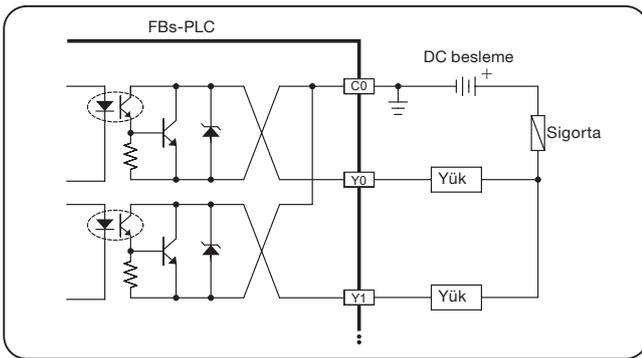 FBs-PLC
DC besleme
C0
+
Sigorta
Y0
Yük
Y1
Yük